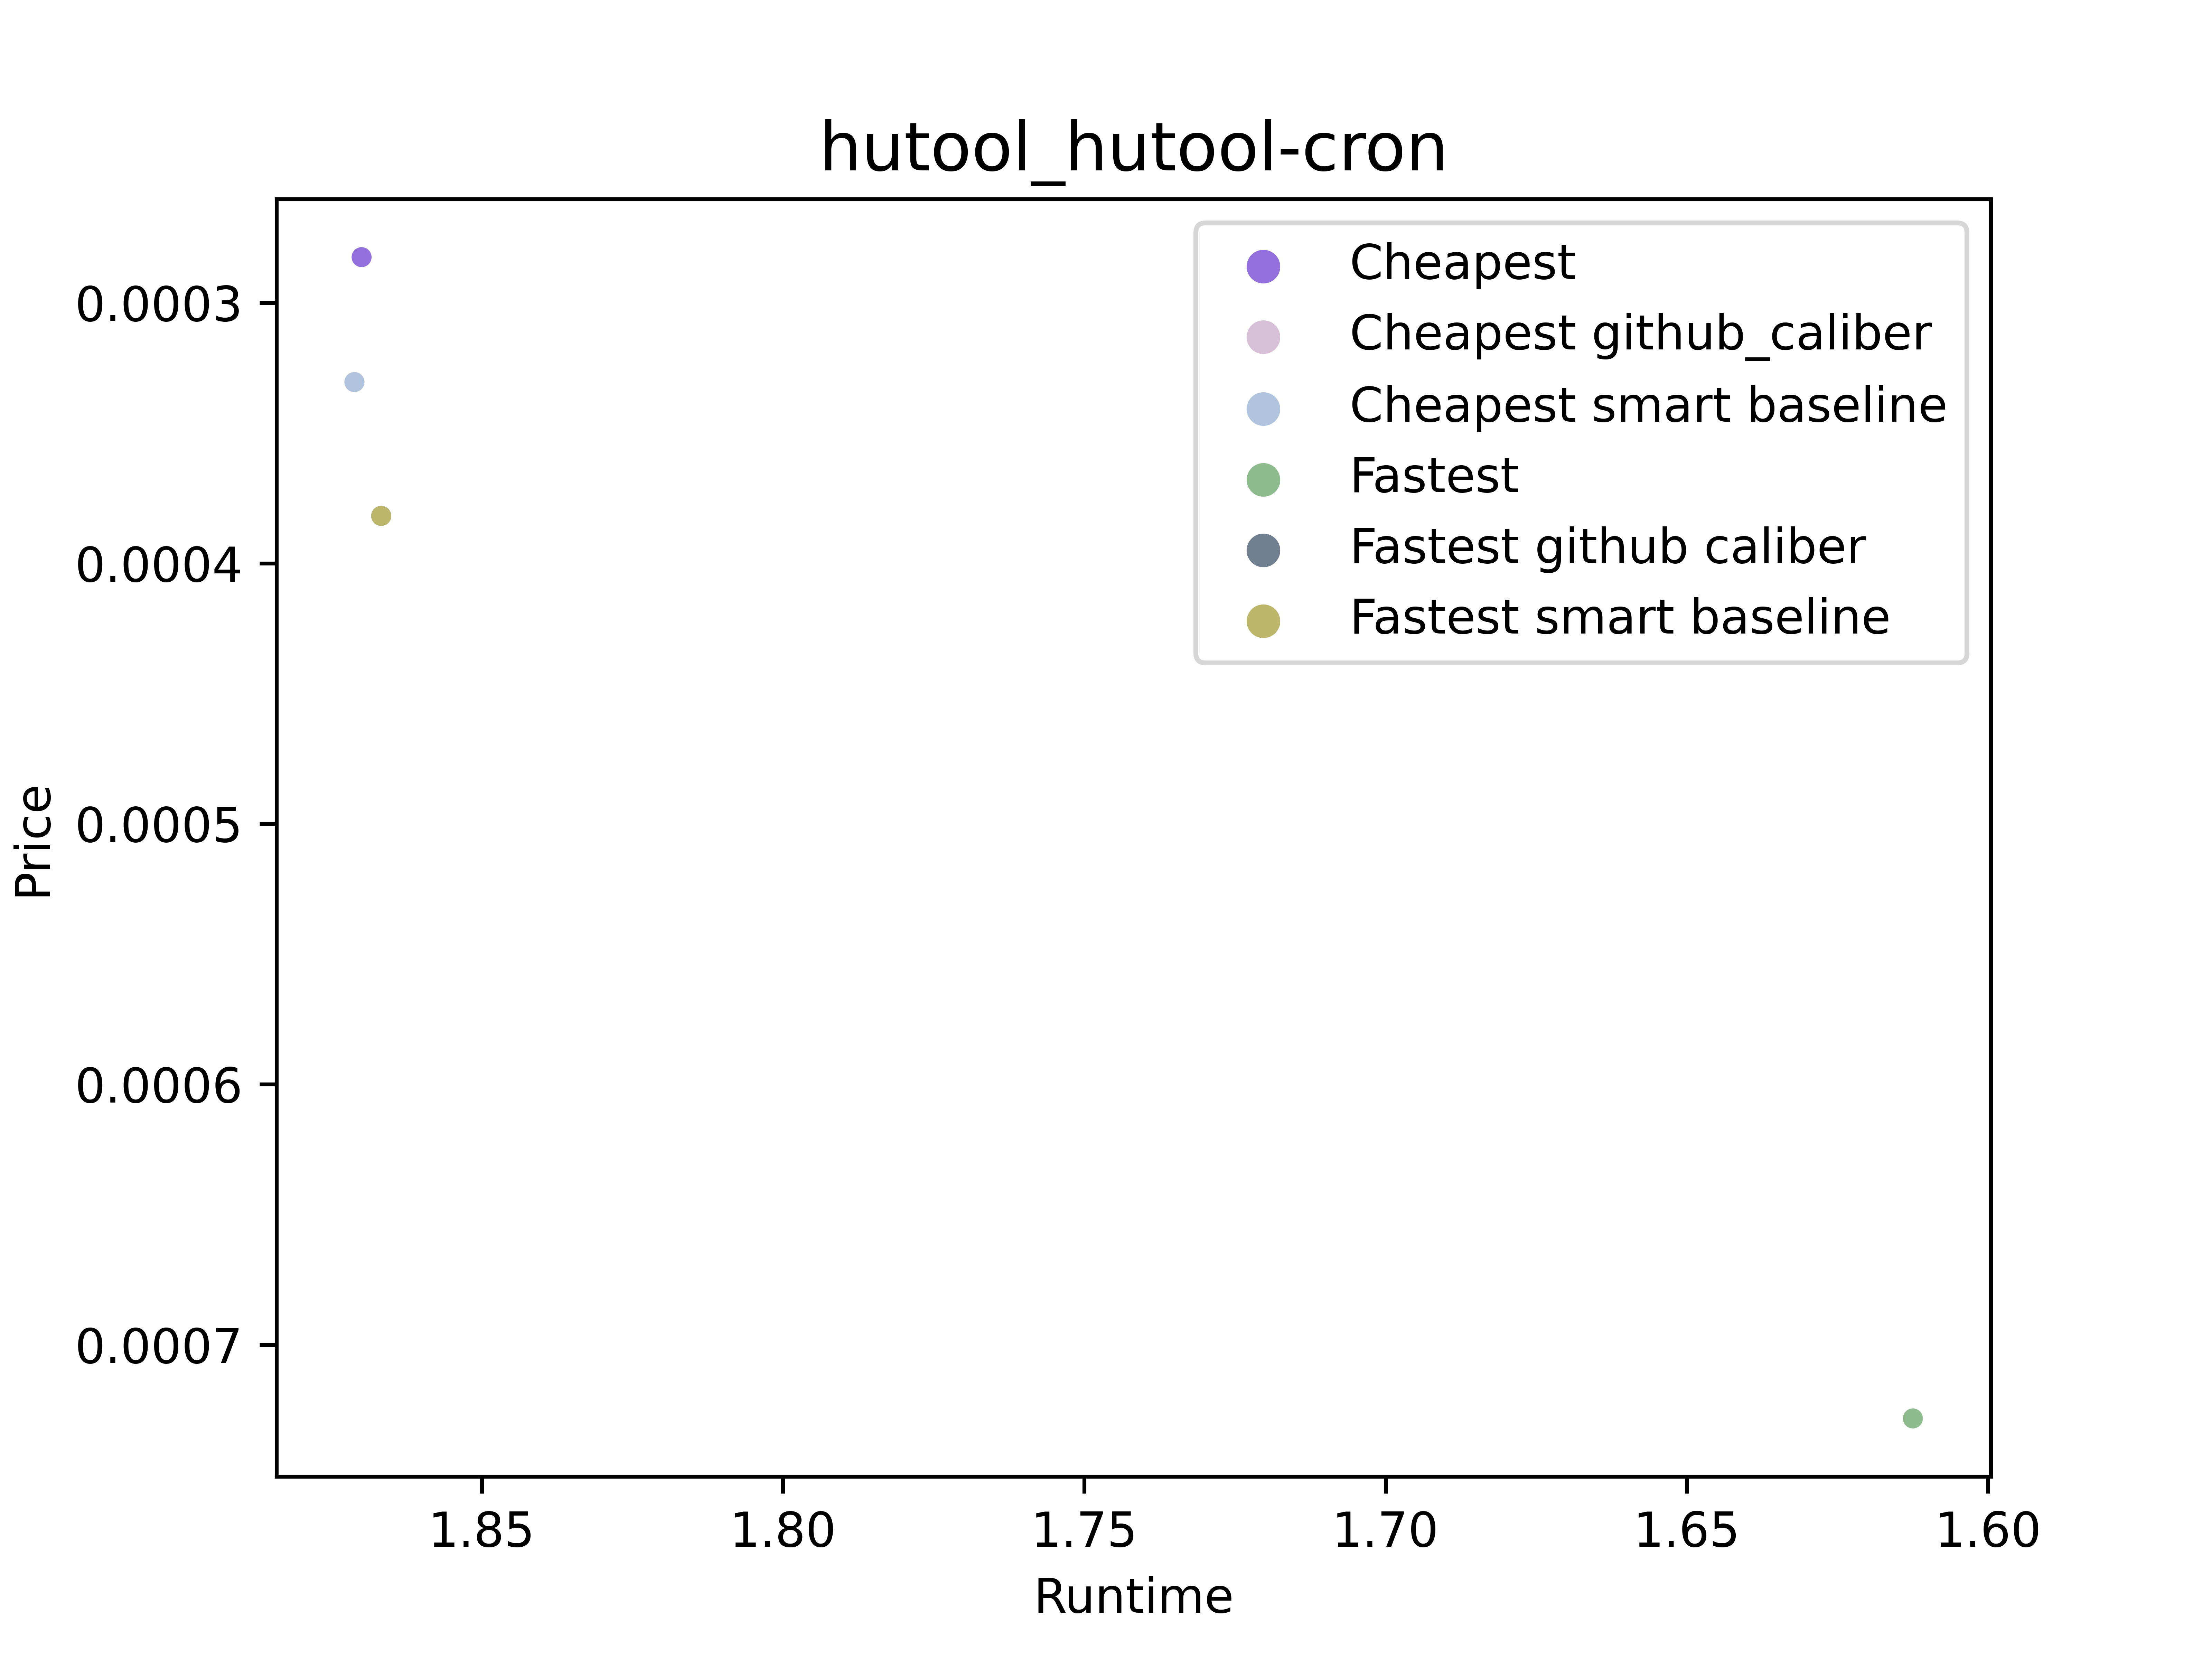 hutool_hutool-cron
Cheapest
Cheapest github_caliber
Cheapest smart baseline
Fastest
Fastest github caliber
Fastest smart baseline
Price
0.0003
0.0004
0.0005
0.0006
0.0007
1.85 1.80 1.75 1.70 1.65 1.60
Runtime